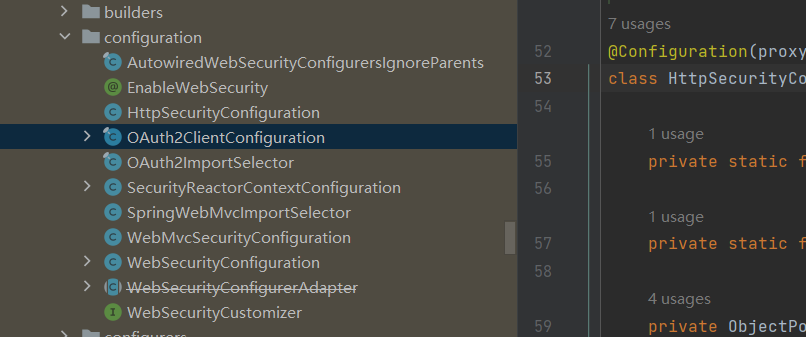 builders
configuration
AutowiredWebSecurityConfigurersIgnoreParents
EnableWebSecurity
HttpSecurityConfiguration
OAuth2ClientConfiguration
OAuth2ImportSelector
SecurityReactorContextConfiguration
SpringWebMvcImportSelector
WebMvcSecurityConfiguration
WebSecurityConfiguration
WebSecurityConfigurerAdapter
WebSecurityCustomizer
configurers
7 usages
52 @Configuration(proxy
53 class HttpSecurityCo
54
1 usage
55 private static f
56
1 usage
57 private static f
58
4 usages
59 private ObjectPo